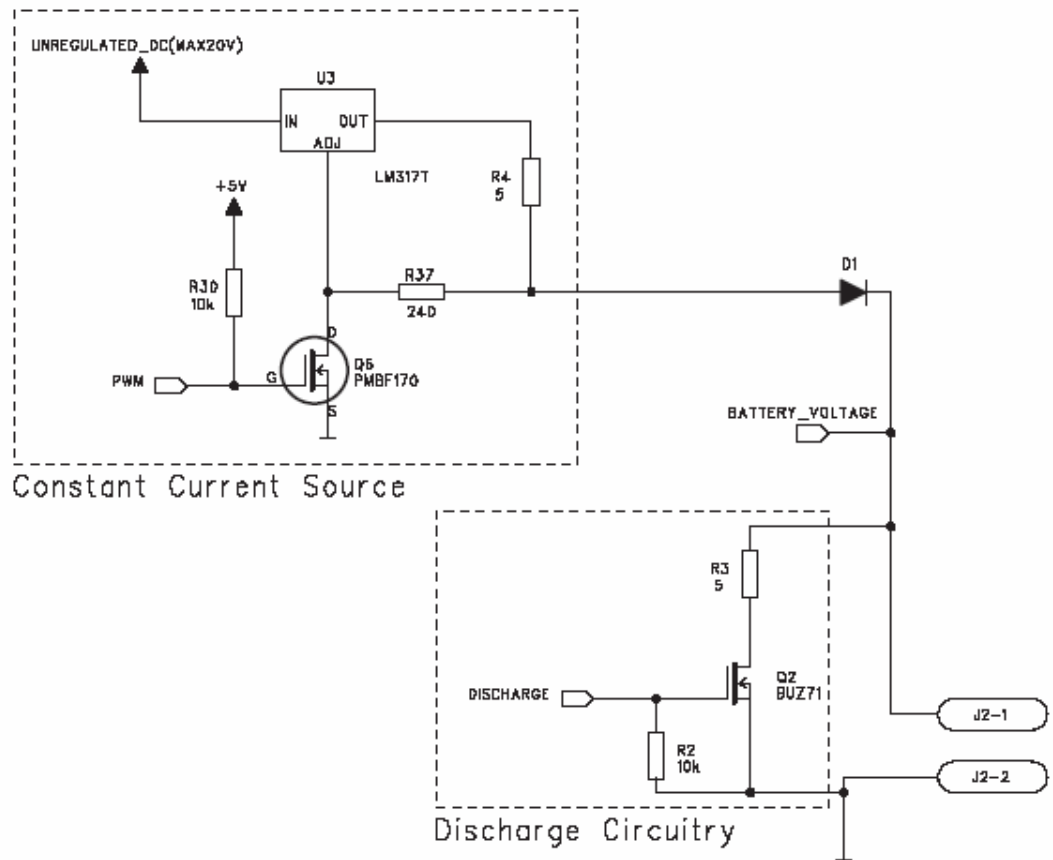 UNREGULATED_DC(MAX20V)
U3
IN OUT
ADJ
LM317T
R4
5
+5V
R30
10k
R37
240
D1
D
Q6
PMBF170
PWM
G
S
BATTERY_VOLTAGE
Constant Current Source
R3
5
Q2
BUZ71
DISCHARGE
R2
10k
J2-1
J2-2
Discharge Circuitry